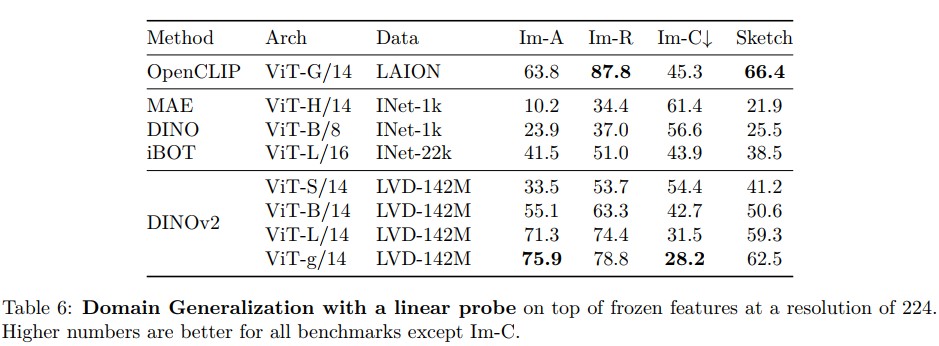 Method Arch Data Im-A Im-R Im-C↓ Sketch
OpenCLIP ViT-G/14 LAION 63.8 87.8 45.3 66.4
MAE ViT-H/14 INet-1k 10.2 34.4 61.4 21.9
DINO ViT-B/8 INet-1k 23.9 37.0 56.6 25.5
iBOT ViT-L/16 INet-22k 41.5 51.0 43.9 38.5
DINOv2
ViT-S/14 LVD-142M 33.5 53.7 54.4 41.2
ViT-B/14 LVD-142M 55.1 63.3 42.7 50.6
ViT-L/14 LVD-142M 71.3 74.4 31.5 59.3
ViT-g/14 LVD-142M 75.9 78.8 28.2 62.5
Table 6: Domain Generalization with a linear probe on top of frozen features at a resolution of 224.
Higher numbers are better for all benchmarks except Im-C.